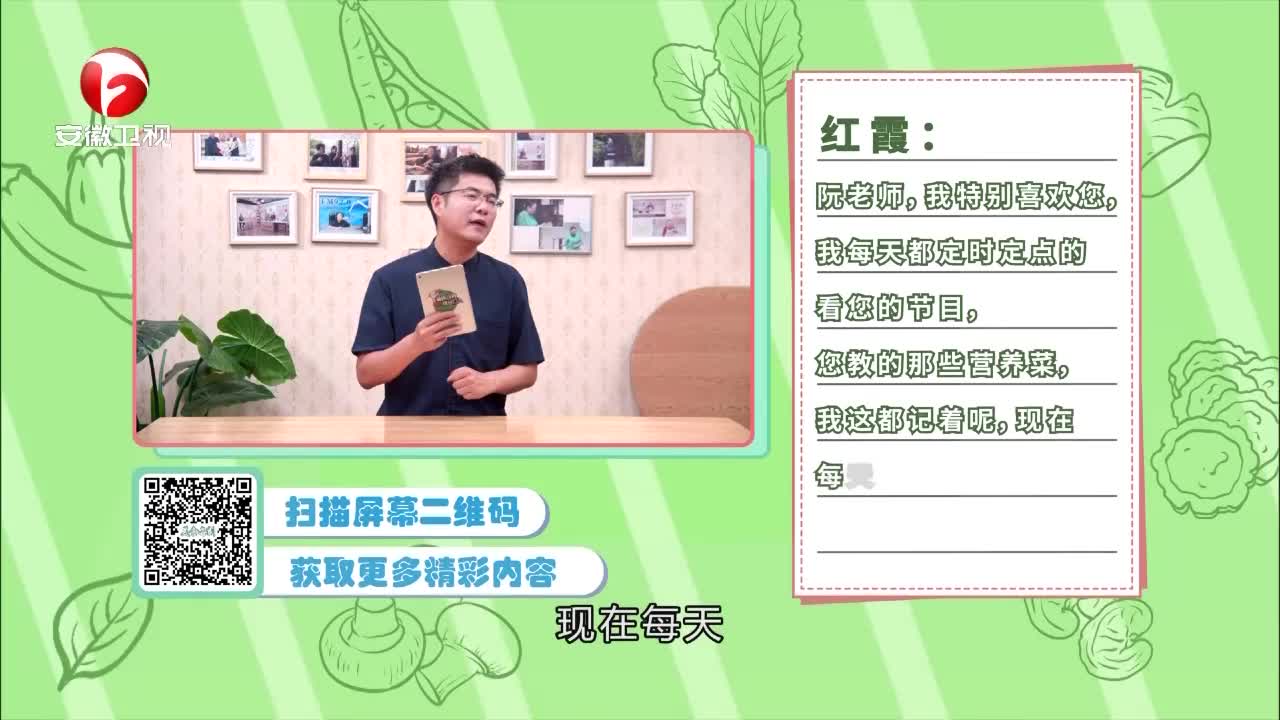 安徽卫视
红霞：
阮老师，我特别喜欢您，
我每天都定时定点的
看您的节目，
您教的那些营养菜，
我这都记着呢，现在
每天
扫描屏幕二维码
获取更多精彩内容
现在每天